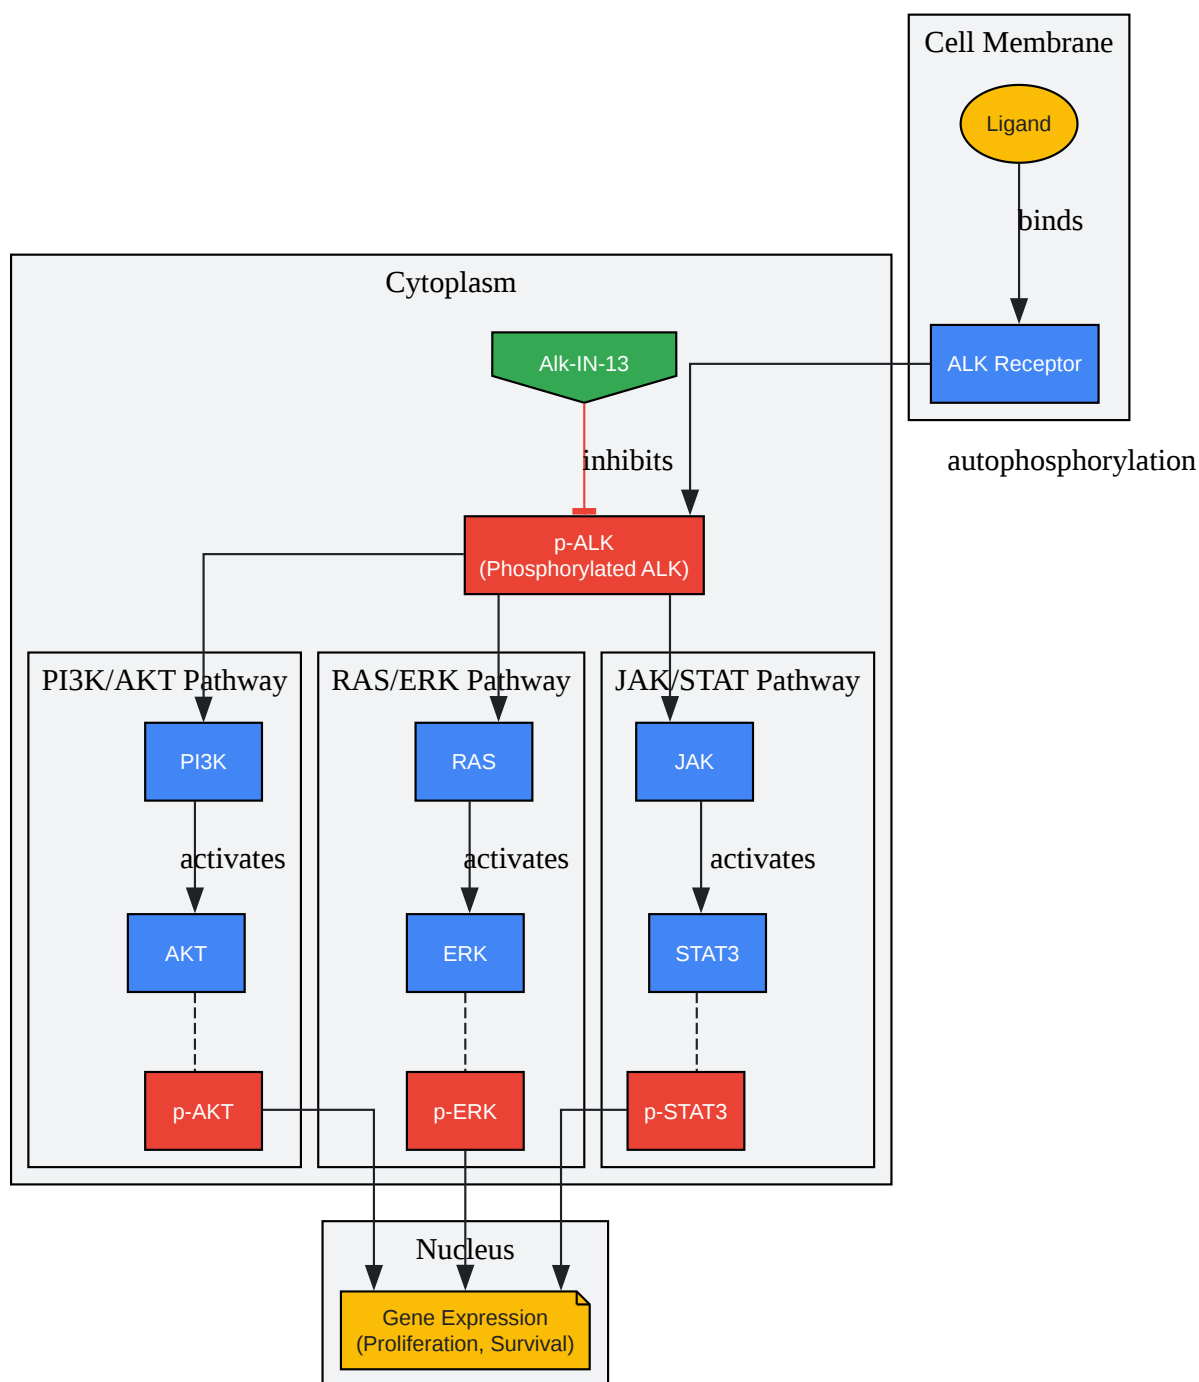 Cell Membrane
Ligand
binds
Cytoplasm
Alk-IN-13
ALK Receptor
inhibits
autophosphorylation
p-ALK
(Phosphorylated ALK)
PI3K/AKT Pathway
RAS/ERK Pathway
JAK/STAT Pathway
PI3K
RAS
JAK
activates
activates
activates
AKT
ERK
STAT3
p-AKT
p-ERK
p-STAT3
Nucleus
Gene Expression
(Proliferation, Survival)